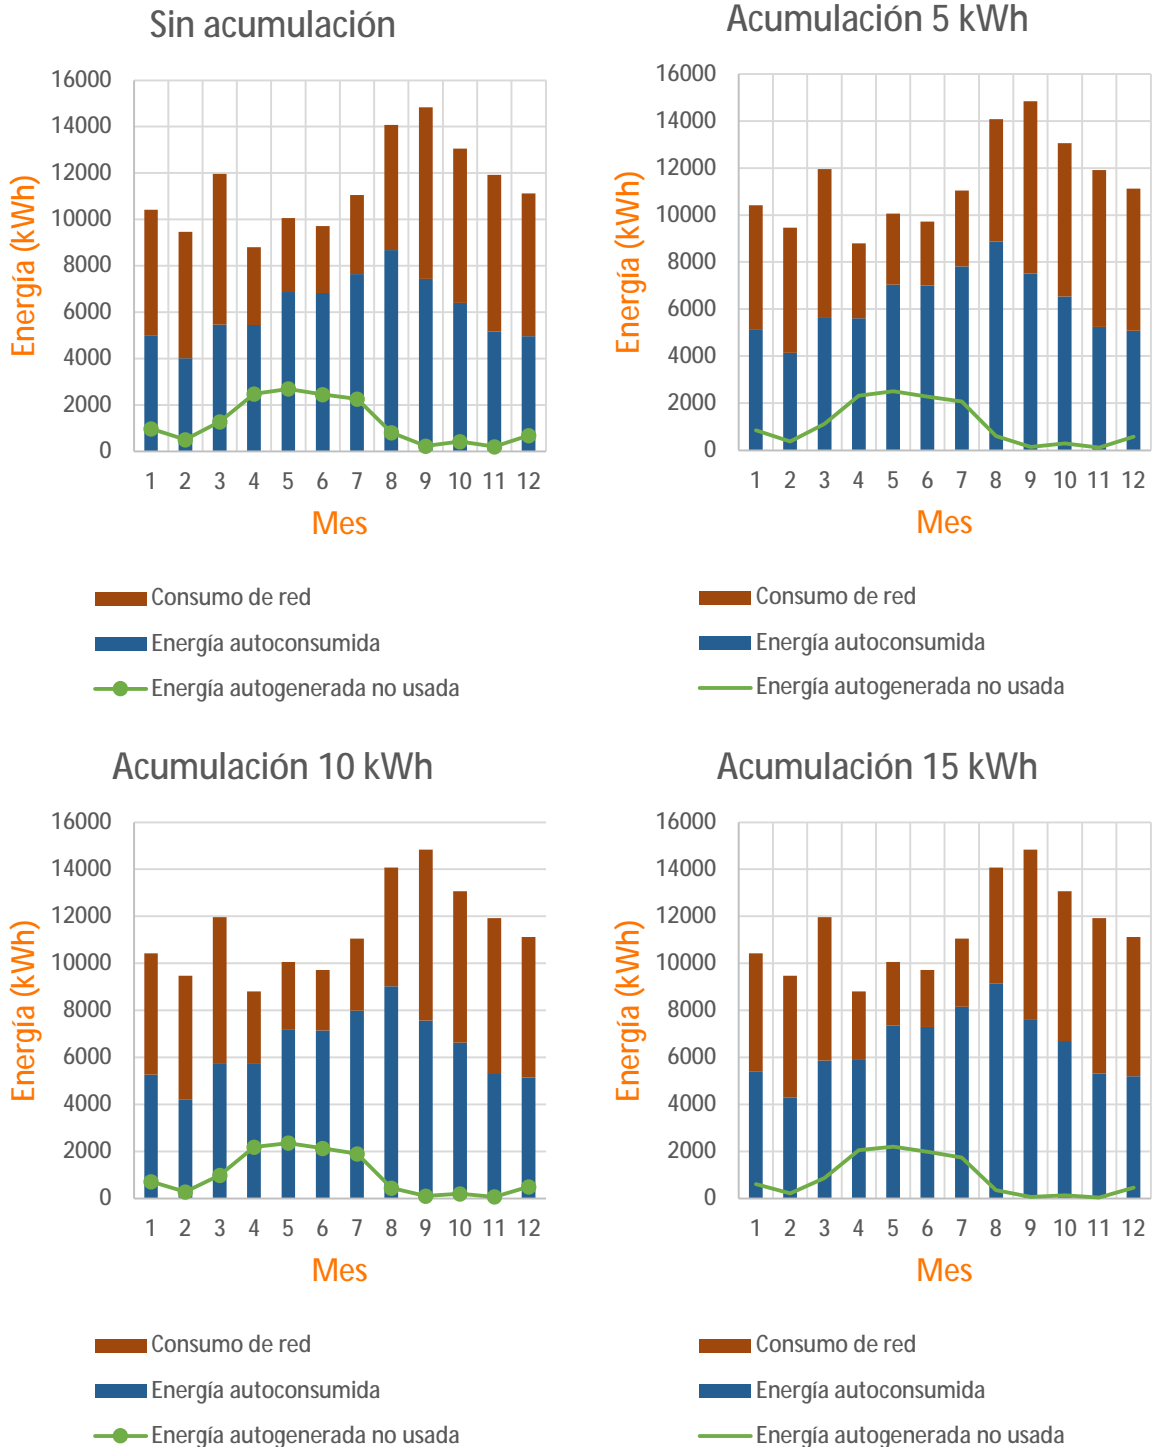 Sin acumulación
Energía (kWh)
16000
14000
12000
10000
8000
6000
4000
2000
0
1 2 3 4 5 6 7 8 9 10 11 12
Mes
Consumo de red
Energía autoconsumida
Energía autogenerada no usada
Acumulación 5 kWh
Energía (kWh)
16000
14000
12000
10000
8000
6000
4000
2000
0
1 2 3 4 5 6 7 8 9 10 11 12
Mes
Consumo de red
Energía autoconsumida
Energía autogenerada no usada
Acumulación 10 kWh
Energía (kWh)
16000
14000
12000
10000
8000
6000
4000
2000
0
1 2 3 4 5 6 7 8 9 10 11 12
Mes
Consumo de red
Energía autoconsumida
Energía autogenerada no usada
Acumulación 15 kWh
Energía (kWh)
16000
14000
12000
10000
8000
6000
4000
2000
0
1 2 3 4 5 6 7 8 9 10 11 12
Mes
Consumo de red
Energía autoconsumida
Energía autogenerada no usada